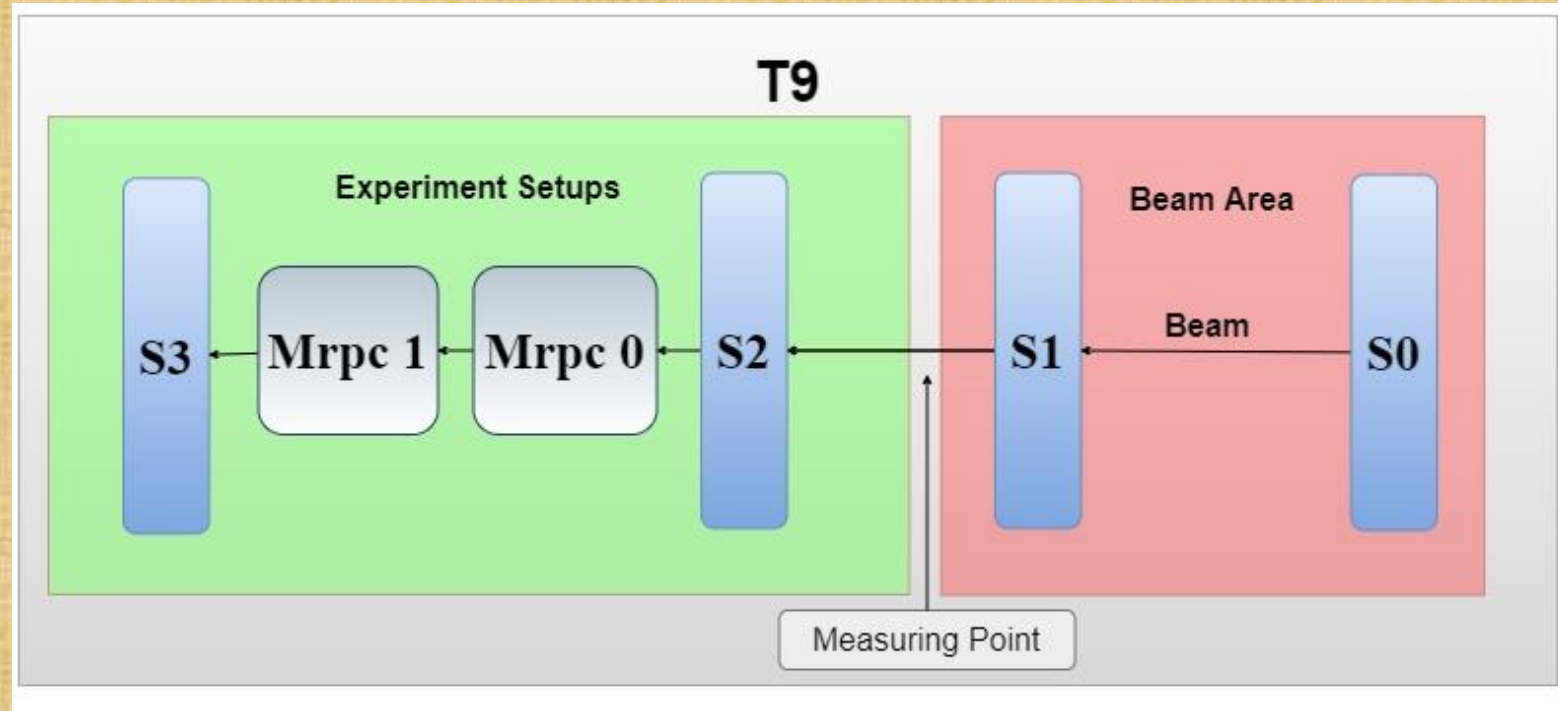 T9
Experiment Setups
Beam Area
S3
Mrpc 1
Mrpc 0
S2
S1
Beam
S0
Measuring Point